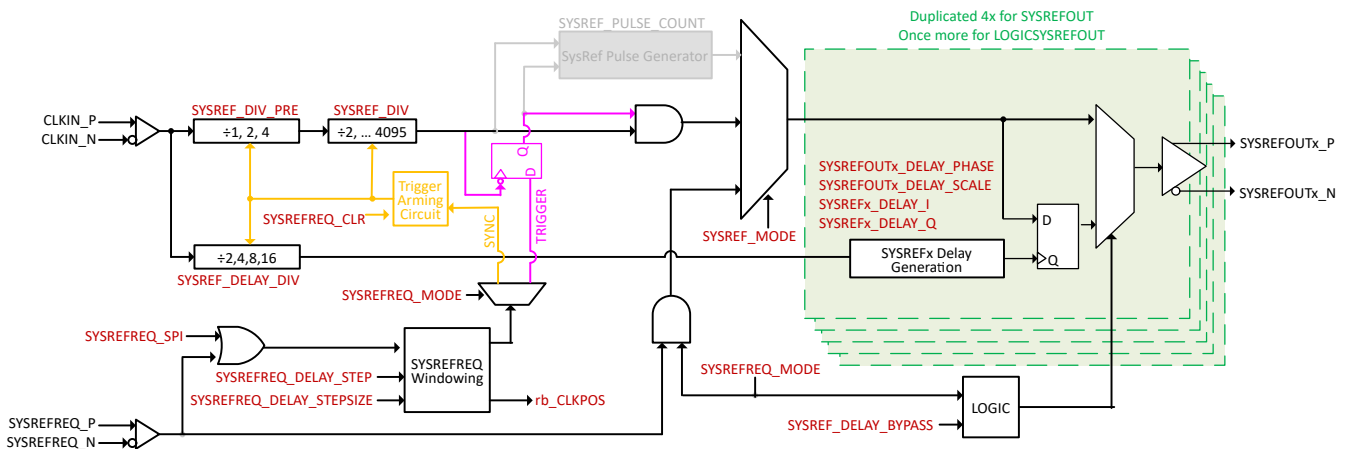 Duplicated 4x for SYSREFOUT
Once more for LOGICSYSREFOUT
SYSREF_PULSE_COUNT
SysRef Pulse Generator
CLKIN_P
CLKIN_N
SYSREF_DIV_PRE
÷1, 2, 4
SYSREF_DIV
÷2, ... 4095
Q
D
TRIGGER
SYNC
Trigger
Arming
Circuit
SYSREFREQ_CLR
÷2,4,8,16
SYSREF_DELAY_DIV
SYSREF_MODE
SYSREFOUTx_DELAY_PHASE
SYSREFOUTx_DELAY_SCALE
SYSREFx_DELAY_I
SYSREFx_DELAY_Q
SYSREFx Delay
Generation
D
Q
SYSREFOUTx_P
SYSREFOUTx_N
SYSREFREQ_MODE
SYSREFREQ_SPI
SYSREFREQ
Windowing
SYSREFREQ_DELAY_STEP
SYSREFREQ_DELAY_STEPSIZE
rb_CLKPOS
SYSREFREQ_MODE
LOGIC
SYSREF_DELAY_BYPASS
SYSREFREQ_P
SYSREFREQ_N